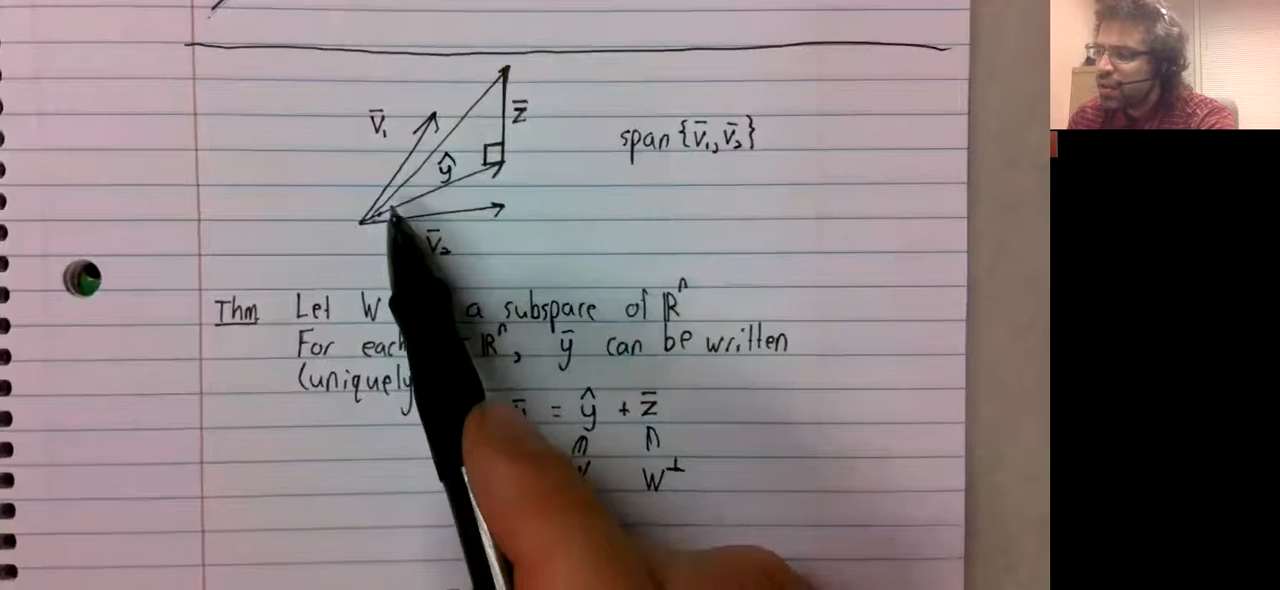 v̄₁
z̄
ŷ
span {v̄₁, v̄₂}
v̄₂
Thm Let W a subspace of ℝⁿ
For each ℝⁿ, ȳ can be written
(uniquely
= ŷ + z̄
W⊥